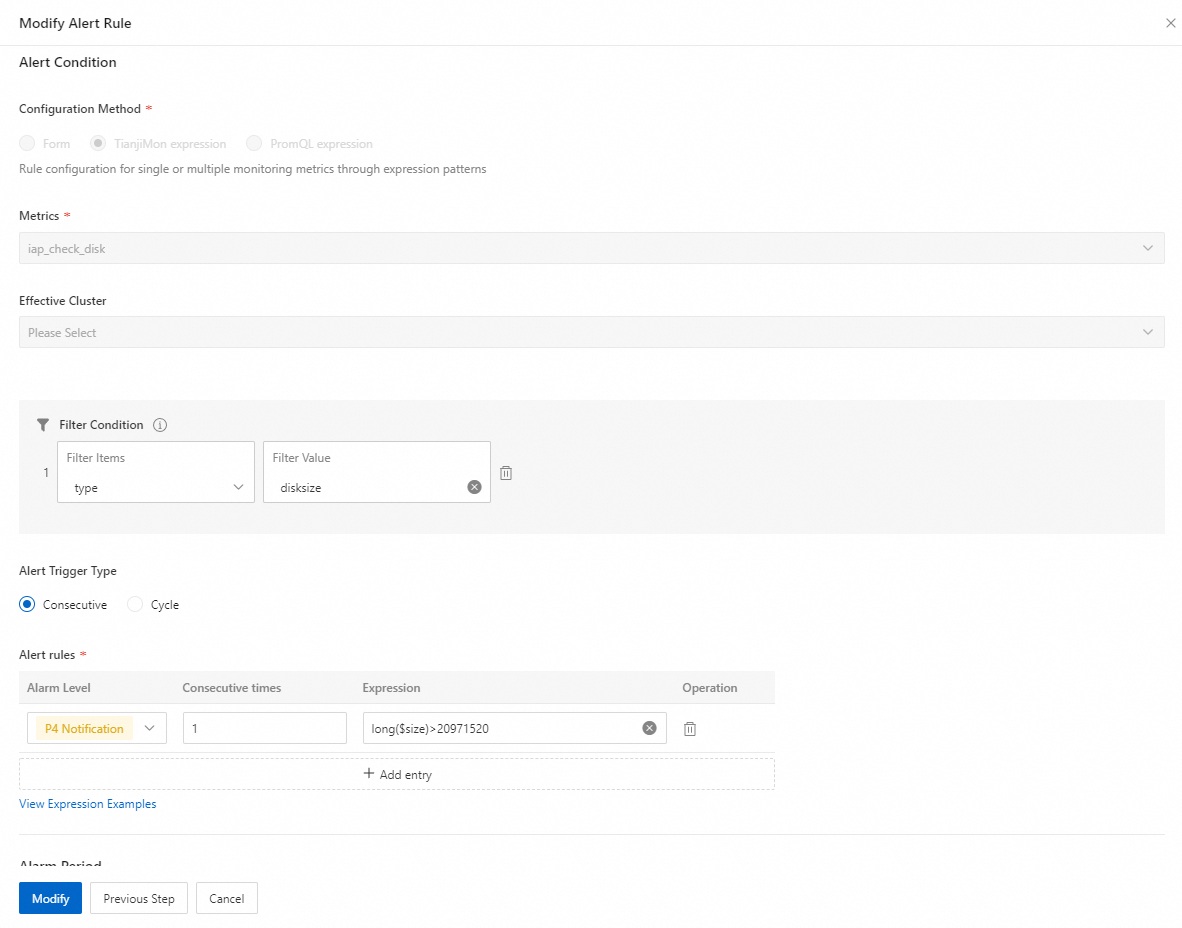 Modify Alert Rule
Alert Condition
Configuration Method *
Form TianjiMon expression PromQL expression
Rule configuration for single or multiple monitoring metrics through expression patterns
Metrics *
iap_check_disk
Effective Cluster
Please Select
Filter Condition
Filter Items Filter Value
1
type disksize
Alert Trigger Type
Consecutive Cycle
Alert rules *
Alarm Level Consecutive times Expression Operation
P4 Notification 1 long($size)>20971520
+ Add entry
View Expression Examples
Alarm Period
Modify Previous Step Cancel